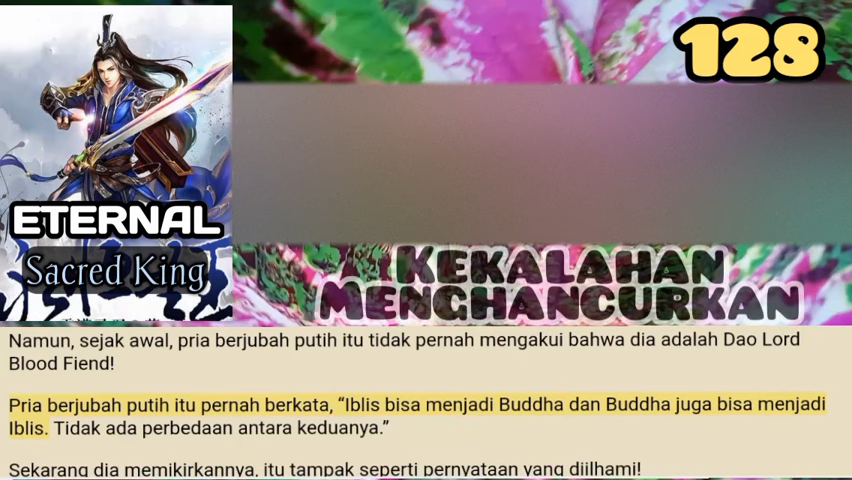 128
ETERNAL
Sacred King
KEKALAHAN
MENGHANCURKAN
Namun, sejak awal, pria berjubah putih itu tidak pernah mengakui bahwa dia adalah Dao Lord
Blood Fiend!
Pria berjubah putih itu pernah berkata, “Iblis bisa menjadi Buddha dan Buddha juga bisa menjadi
Iblis. Tidak ada perbedaan antara keduanya.”
Sekarang dia memikirkannya, itu tampak seperti pernyataan yang diilhami!